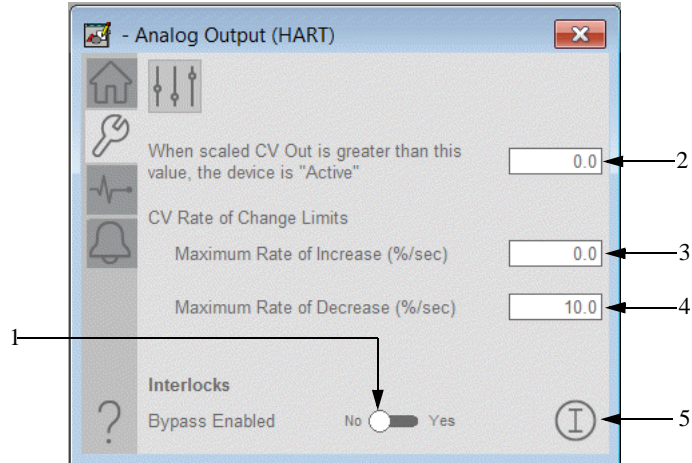 - Analog Output (HART)
When scaled CV Out is greater than this
value, the device is "Active"
0.0
2
CV Rate of Change Limits
Maximum Rate of Increase (%/sec)
0.0
3
Maximum Rate of Decrease (%/sec)
10.0
4
1
Interlocks
Bypass Enabled
No
Yes
5
?
I